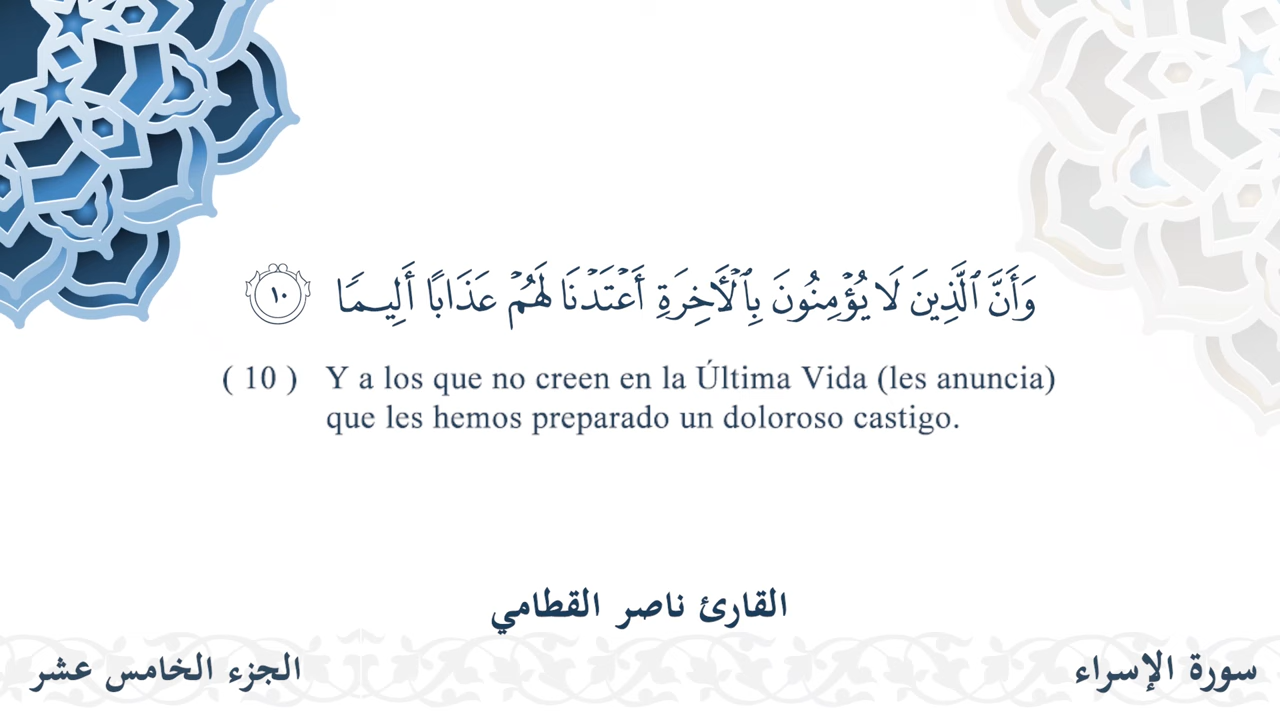 وَأَنَّ ٱلَّذِينَ لَا يُؤْمِنُونَ بِٱلْأَخِرَةِ أَعْتَدْنَا لَهُمْ عَذَابًا أَلِيمًا ١٠
( 10 ) Y a los que no creen en la Última Vida (les anuncia)
que les hemos preparado un doloroso castigo.
القارئ ناصر القطامي
سورة الإسراء
الجزء الخامس عشر